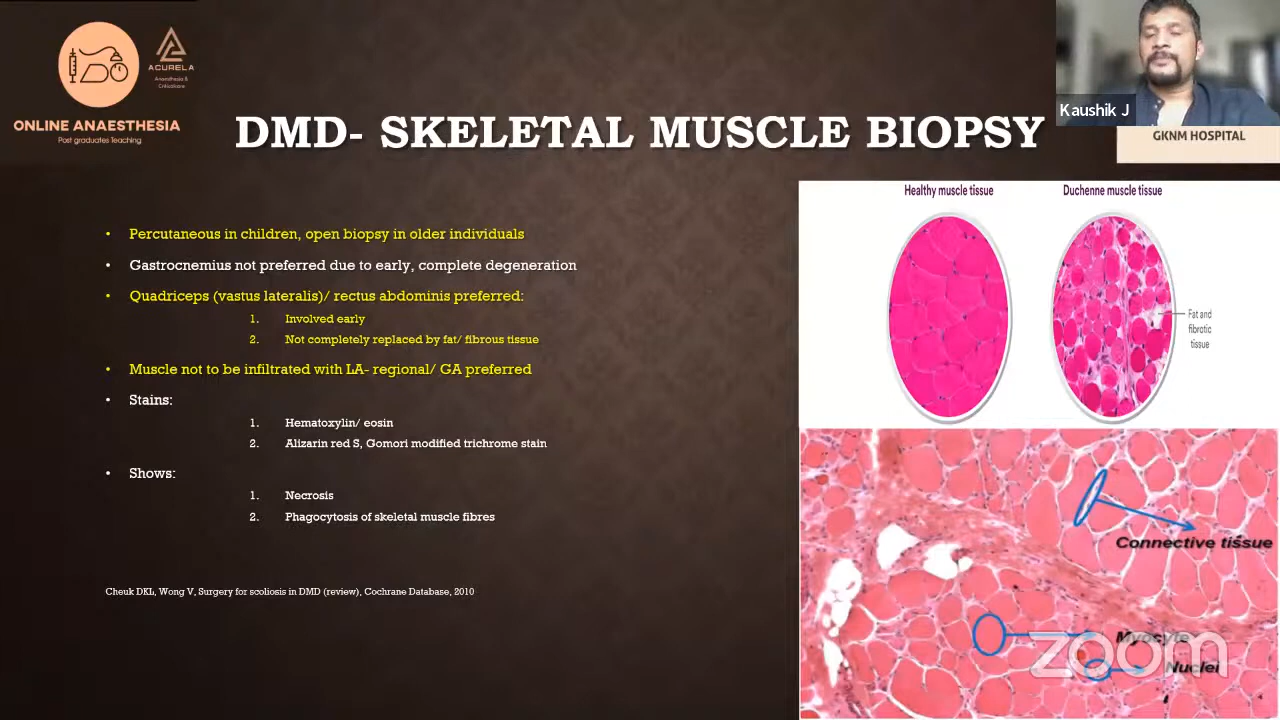 ACURELA
Anaesthesia &
Criticalcare
ONLINE ANAESTHESIA
Post graduates Teaching
Kaushik J
GKNM HOSPITAL
DMD- SKELETAL MUSCLE BIOPSY
• Percutaneous in children, open biopsy in older individuals
• Gastrocnemius not preferred due to early, complete degeneration
• Quadriceps (vastus lateralis)/ rectus abdominis preferred:
1. Involved early
2. Not completely replaced by fat/ fibrous tissue
• Muscle not to be infiltrated with LA- regional/ GA preferred
• Stains:
1. Hematoxylin/ eosin
2. Alizarin red S, Gomori modified trichrome stain
• Shows:
1. Necrosis
2. Phagocytosis of skeletal muscle fibres
Cheuk DKL, Wong V, Surgery for scoliosis in DMD (review), Cochrane Database, 2010
Healthy muscle tissue
Duchenne muscle tissue
Fat and
fibrotic
tissue
Connective tissue
Myocyte
Nuclei
zoom